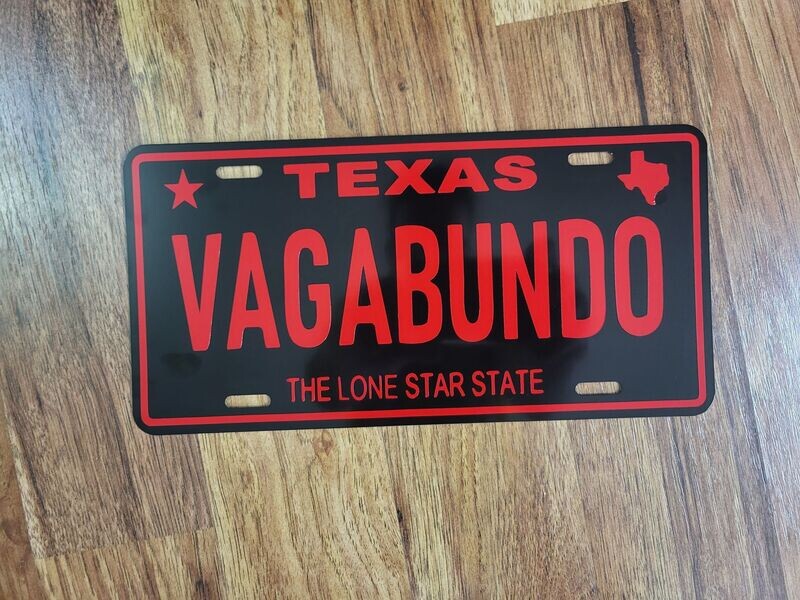 TEXAS
VAGABUNDO
THE LONE STAR STATE